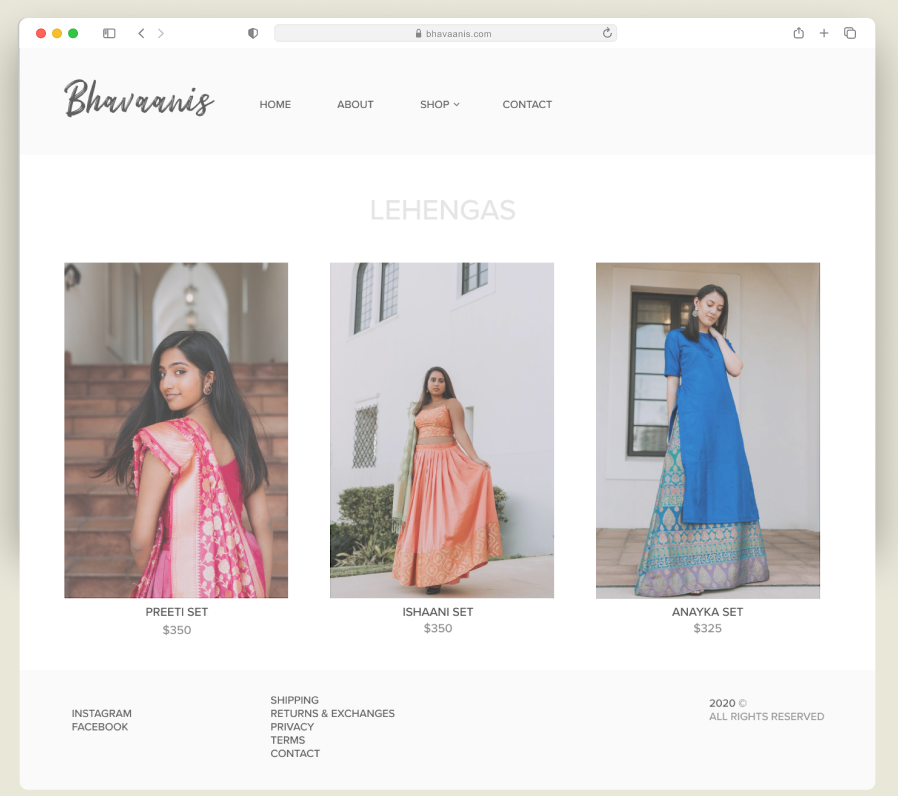 bhavaanis.com
Bhavaanis
HOME ABOUT SHOP CONTACT
LEHENGAS
PREETI SET ISHAANI SET ANAYKA SET
$350 $350 $325
INSTAGRAM
FACEBOOK
SHIPPING
RETURNS & EXCHANGES
PRIVACY
TERMS
CONTACT
2020 ©
ALL RIGHTS RESERVED